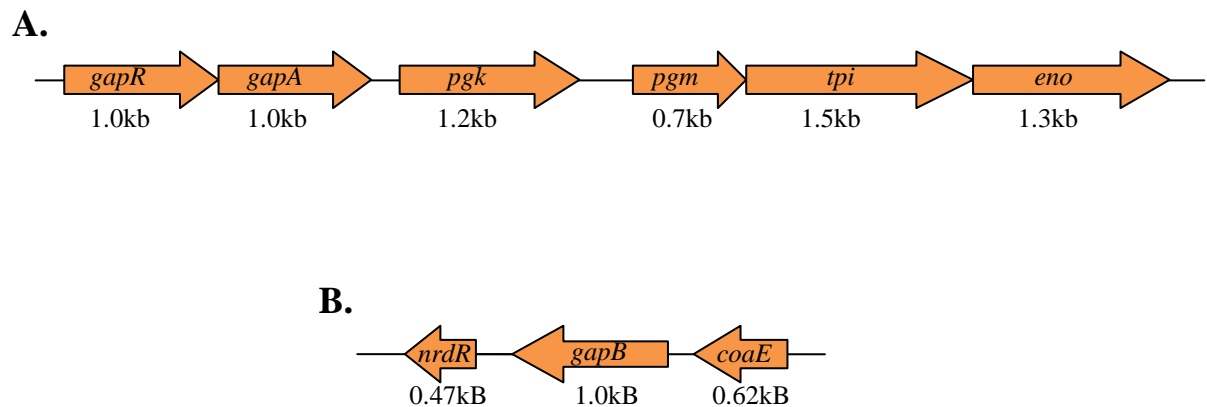 A.
gapR gapA pgk pgm tpi eno
1.0kb 1.0kb 1.2kb 0.7kb 1.5kb 1.3kb
B.
nrdR gapB coaE
0.47kB 1.0kB 0.62kB